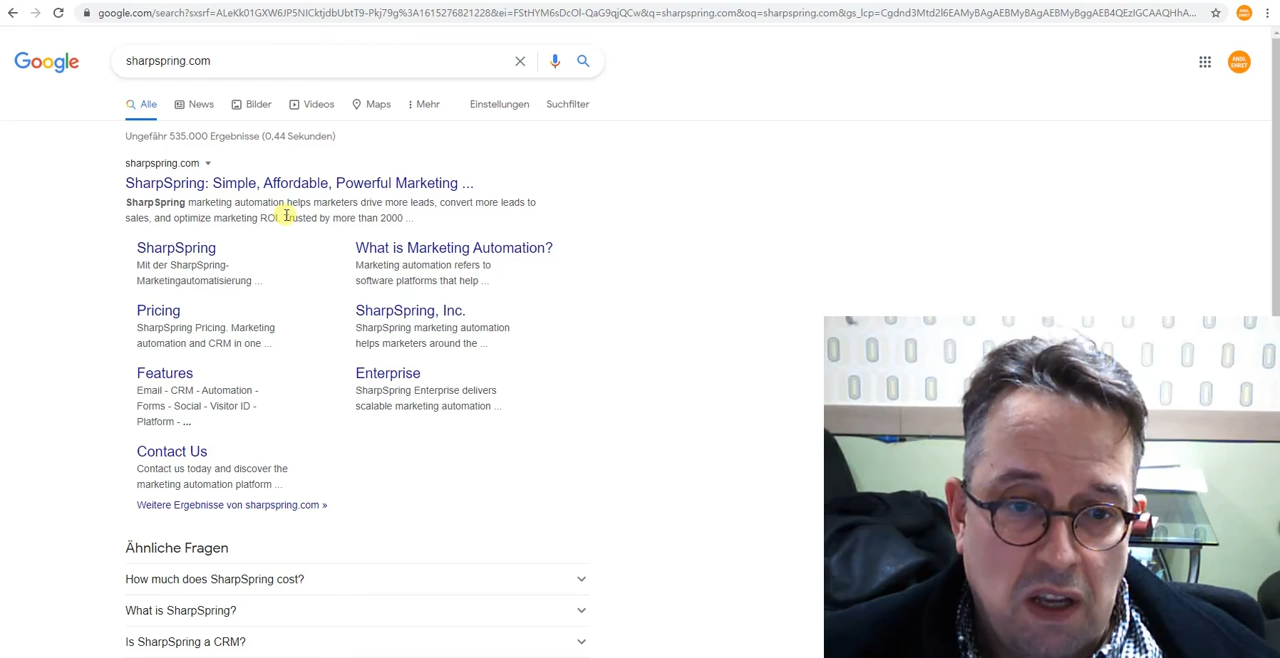 google.com/search?sxsrf=ALeKk01GXW6JP5NICktjdbUbtT9-Pkj79g%3A1615276821228&ei=FStHYM6sDcOl-QaG9qjQCw&q=sharpspring.com&oq=sharpspring.com&gs_lcp=Cgdnd3Mtd2l6EAMyBAgAEBMyBAgAEBMyBggAEB4QEzIGCAAQHhA...
ANDL
EHRET
Google
sharpspring.com
ANDL
EHRET
Alle News Bilder Videos Maps Mehr Einstellungen Suchfilter
Ungefähr 535.000 Ergebnisse (0,44 Sekunden)
sharpspring.com
SharpSpring: Simple, Affordable, Powerful Marketing ...
SharpSpring marketing automation helps marketers drive more leads, convert more leads to
sales, and optimize marketing ROI. Trusted by more than 2000 ...
SharpSpring
Mit der SharpSpring-
Marketingautomatisierung ...
What is Marketing Automation?
Marketing automation refers to
software platforms that help ...
Pricing
SharpSpring Pricing. Marketing
automation and CRM in one ...
SharpSpring, Inc.
SharpSpring marketing automation
helps marketers around the ...
Features
Email - CRM - Automation -
Forms - Social - Visitor ID -
Platform - ...
Enterprise
SharpSpring Enterprise delivers
scalable marketing automation ...
Contact Us
Contact us today and discover the
marketing automation platform ...
Weitere Ergebnisse von sharpspring.com »
Ähnliche Fragen
How much does SharpSpring cost?
What is SharpSpring?
Is SharpSpring a CRM?